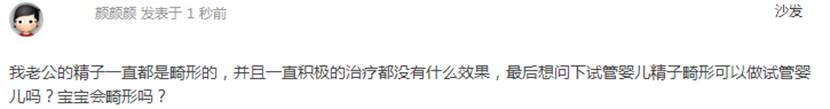 颜颜颜 发表于 1 秒前 沙发
我老公的精子一直都是畸形的，并且一直积极的治疗都没有什么效果，最后想问下试管婴儿精子畸形可以做试管婴
儿吗？宝宝会畸形吗？